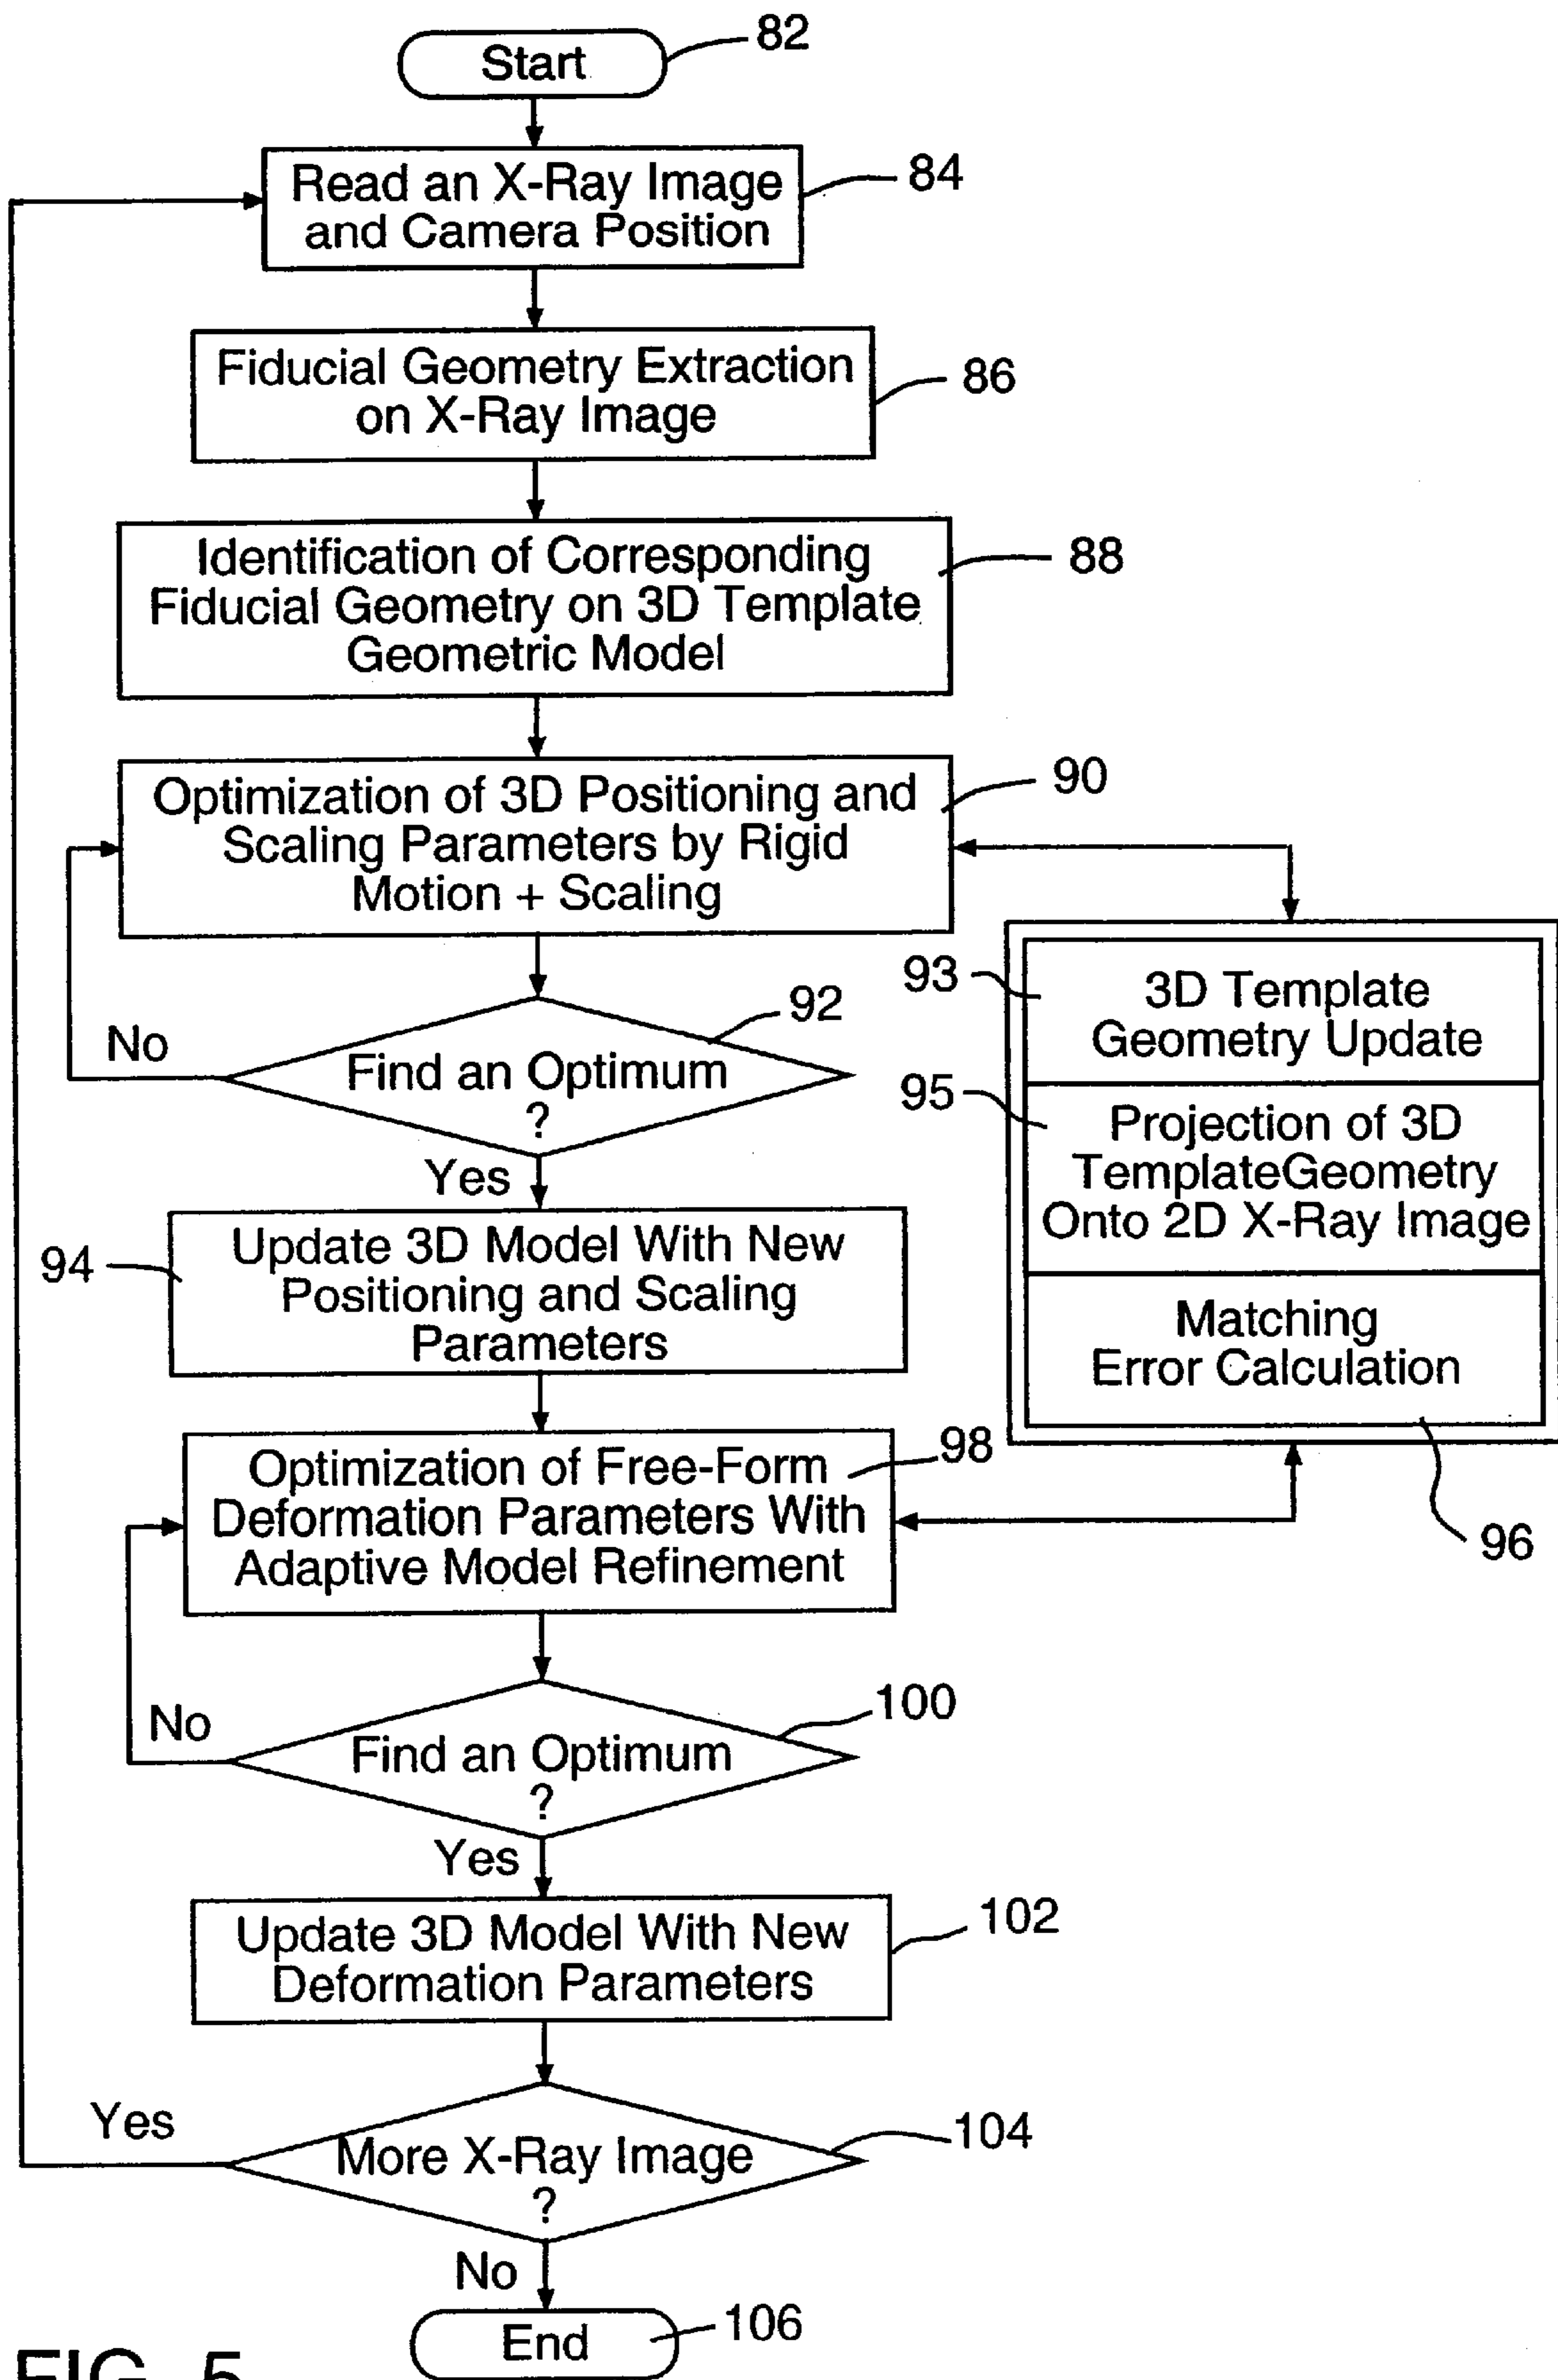 Start
82
Read an X-Ray Image
and Camera Position
84
Fiducial Geometry Extraction
on X-Ray Image
86
Identification of Corresponding
Fiducial Geometry on 3D Template
Geometric Model
88
Optimization of 3D Positioning and
Scaling Parameters by Rigid
Motion + Scaling
90
No
Find an Optimum
?
92
Yes
93
3D Template
Geometry Update
95
Projection of 3D
TemplateGeometry
Onto 2D X-Ray Image
Matching
Error Calculation
96
94
Update 3D Model With New
Positioning and Scaling
Parameters
Optimization of Free-Form
Deformation Parameters With
Adaptive Model Refinement
98
No
Find an Optimum
?
100
Yes
Update 3D Model With New
Deformation Parameters
102
Yes
More X-Ray Image
?
104
No
End
106
FIG. 5